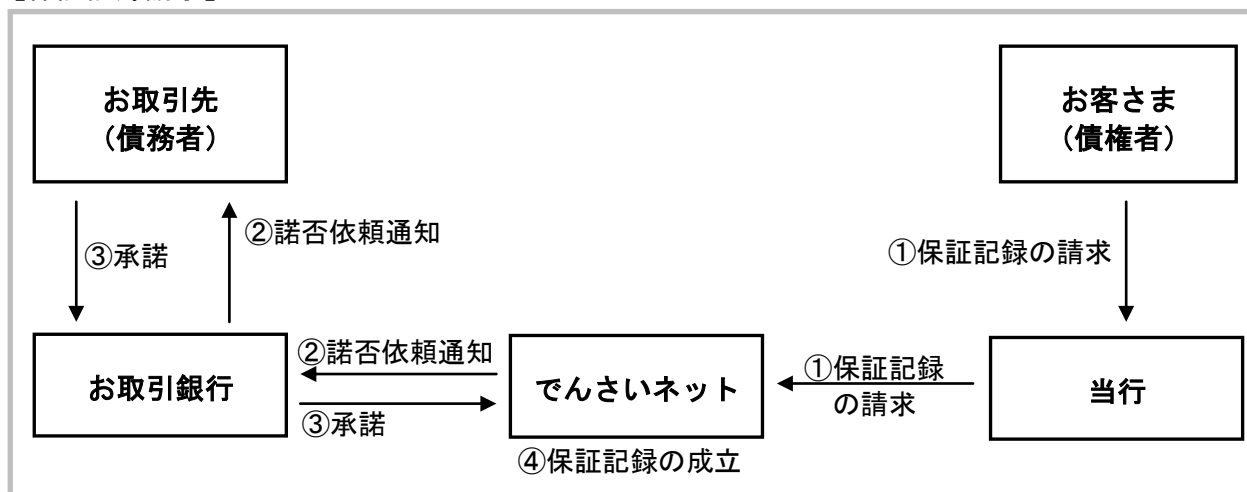 お取引先
(債務者)
お客さま
(債権者)
②諾否依頼通知
③承諾
①保証記録の請求
お取引銀行
②諾否依頼通知
③承諾
でんさいネット
①保証記録
の請求
当行
④保証記録の成立